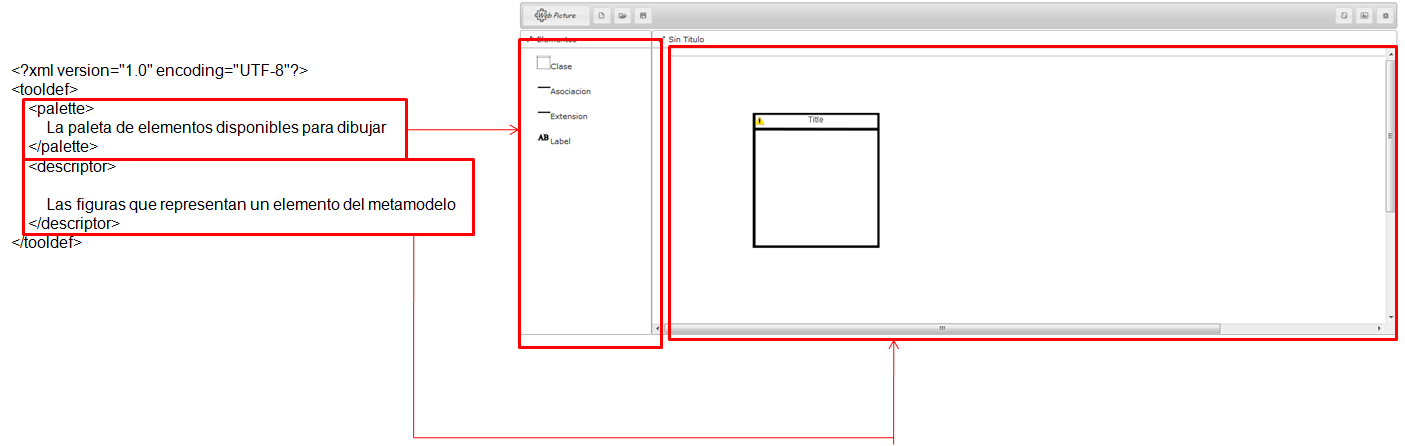 <?xml version="1.0" encoding="UTF-8"?>
<tooldef>
<palette>
La paleta de elementos disponibles para dibujar
</palette>
<descriptor>
Las figuras que representan un elemento del metamodelo
</descriptor>
</tooldef>
Web Picture
Elementos
Clase
Asociacion
Extension
AB Label
Sin Titulo
Title